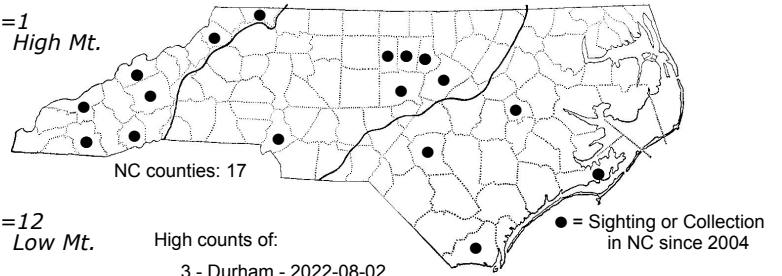 =1
High Mt.
NC counties: 17
=12
Low Mt.
High counts of:
3 - Durham - 2022-08-02
● = Sighting or Collection
in NC since 2004